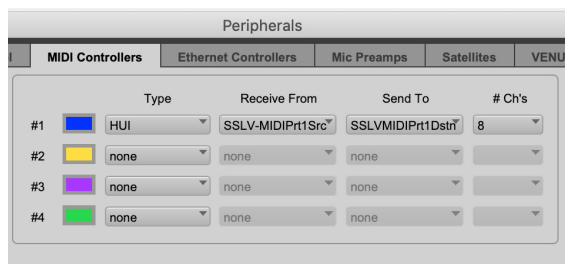 Peripherals
MIDI Controllers Ethernet Controllers Mic Preamps Satellites VENU
Type Receive From Send To # Ch's
#1 HUI SSLV-MIDIPrt1Src SSLVMIDIPrt1Dstn 8
#2 none none none
#3 none none none
#4 none none none